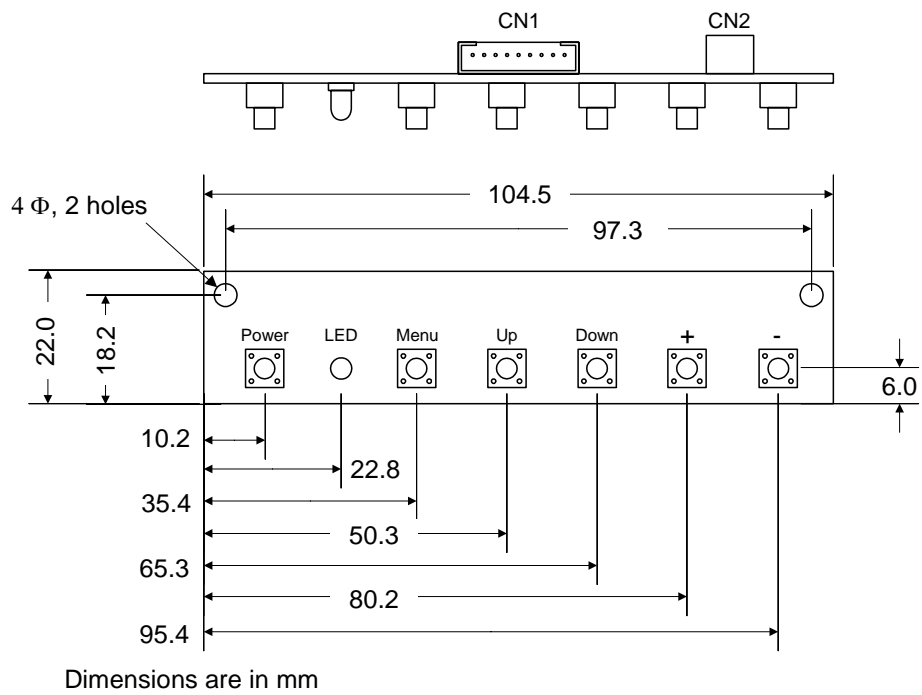 CN1
CN2
104.5
4 Φ, 2 holes
97.3
22.0
18.2
Power
LED
Menu
Up
Down
+
-
6.0
10.2
22.8
35.4
50.3
65.3
80.2
95.4
Dimensions are in mm